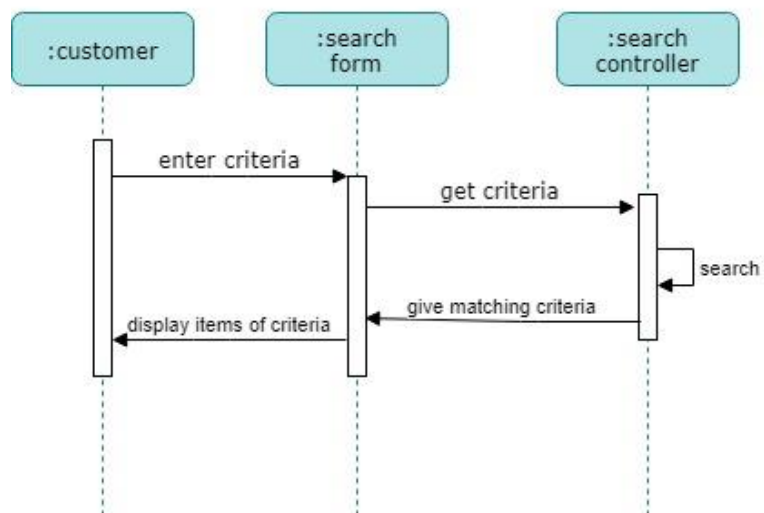 :customer
:search
form
:search
controller
enter criteria
get criteria
search
give matching criteria
display items of criteria